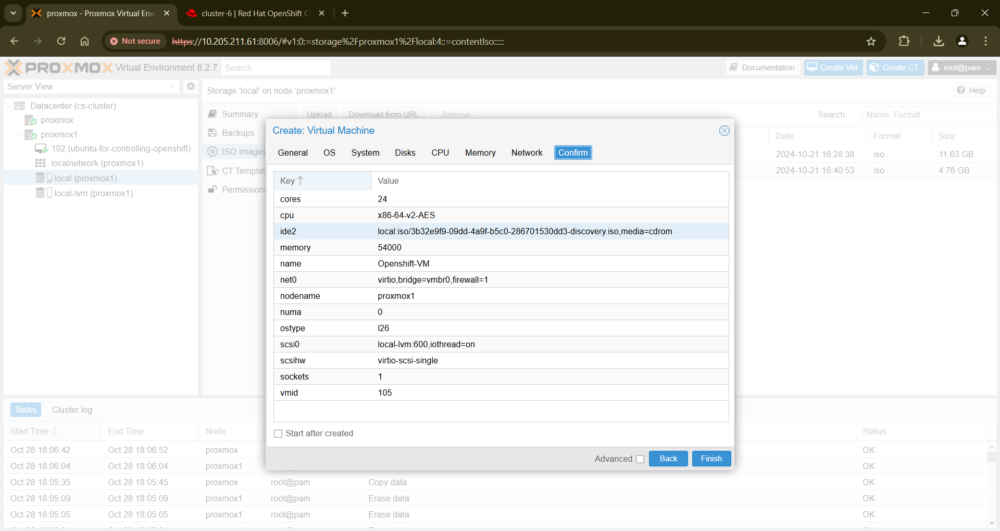 proxmox - Proxmox Virtual Envi
cluster-6 | Red Hat OpenShift C
Not secure
https://10.205.211.61:8006/#v1:0:=storage%2Fproxmox1%2Flocal:4::=contentIso:::::
PROXMOX Virtual Environment 8.2.7
Search
Documentation
Create VM
Create CT
root@pam
Server View
Storage 'local' on node 'proxmox1'
Help
Datacenter (cs-cluster)
proxmox
proxmox1
102 (ubuntu-for-controlling-openshift)
localnetwork (proxmox1)
local (proxmox1)
local-lvm (proxmox1)
Summary
Backups
ISO Images
CT Templat
Permissions
Upload
Download from URL
Remove
Search:
Name, Format
Date Format Size
2024-10-21 16:28:38 iso 11.63 GB
2024-10-21 16:40:53 iso 4.76 GB
Create: Virtual Machine
General OS System Disks CPU Memory Network Confirm
Key Value
cores 24
cpu x86-64-v2-AES
ide2 local:iso/3b32e9f9-09dd-4a9f-b5c0-286701530dd3-discovery.iso,media=cdrom
memory 54000
name Openshift-VM
net0 virtio,bridge=vmbr0,firewall=1
nodename proxmox1
numa 0
ostype l26
scsi0 local-lvm:600,iothread=on
scsihw virtio-scsi-single
sockets 1
vmid 105
Start after created
Advanced
Back
Finish
Tasks
Cluster log
Start Time End Time Node Status
Oct 28 18:06:42 Oct 28 18:06:52 proxmox OK
Oct 28 18:06:04 Oct 28 18:06:04 proxmox1 OK
Oct 28 18:05:35 Oct 28 18:05:45 proxmox root@pam Copy data OK
Oct 28 18:05:09 Oct 28 18:05:09 proxmox1 root@pam Erase data OK
Oct 28 18:05:05 Oct 28 18:05:05 proxmox1 root@pam Erase data OK